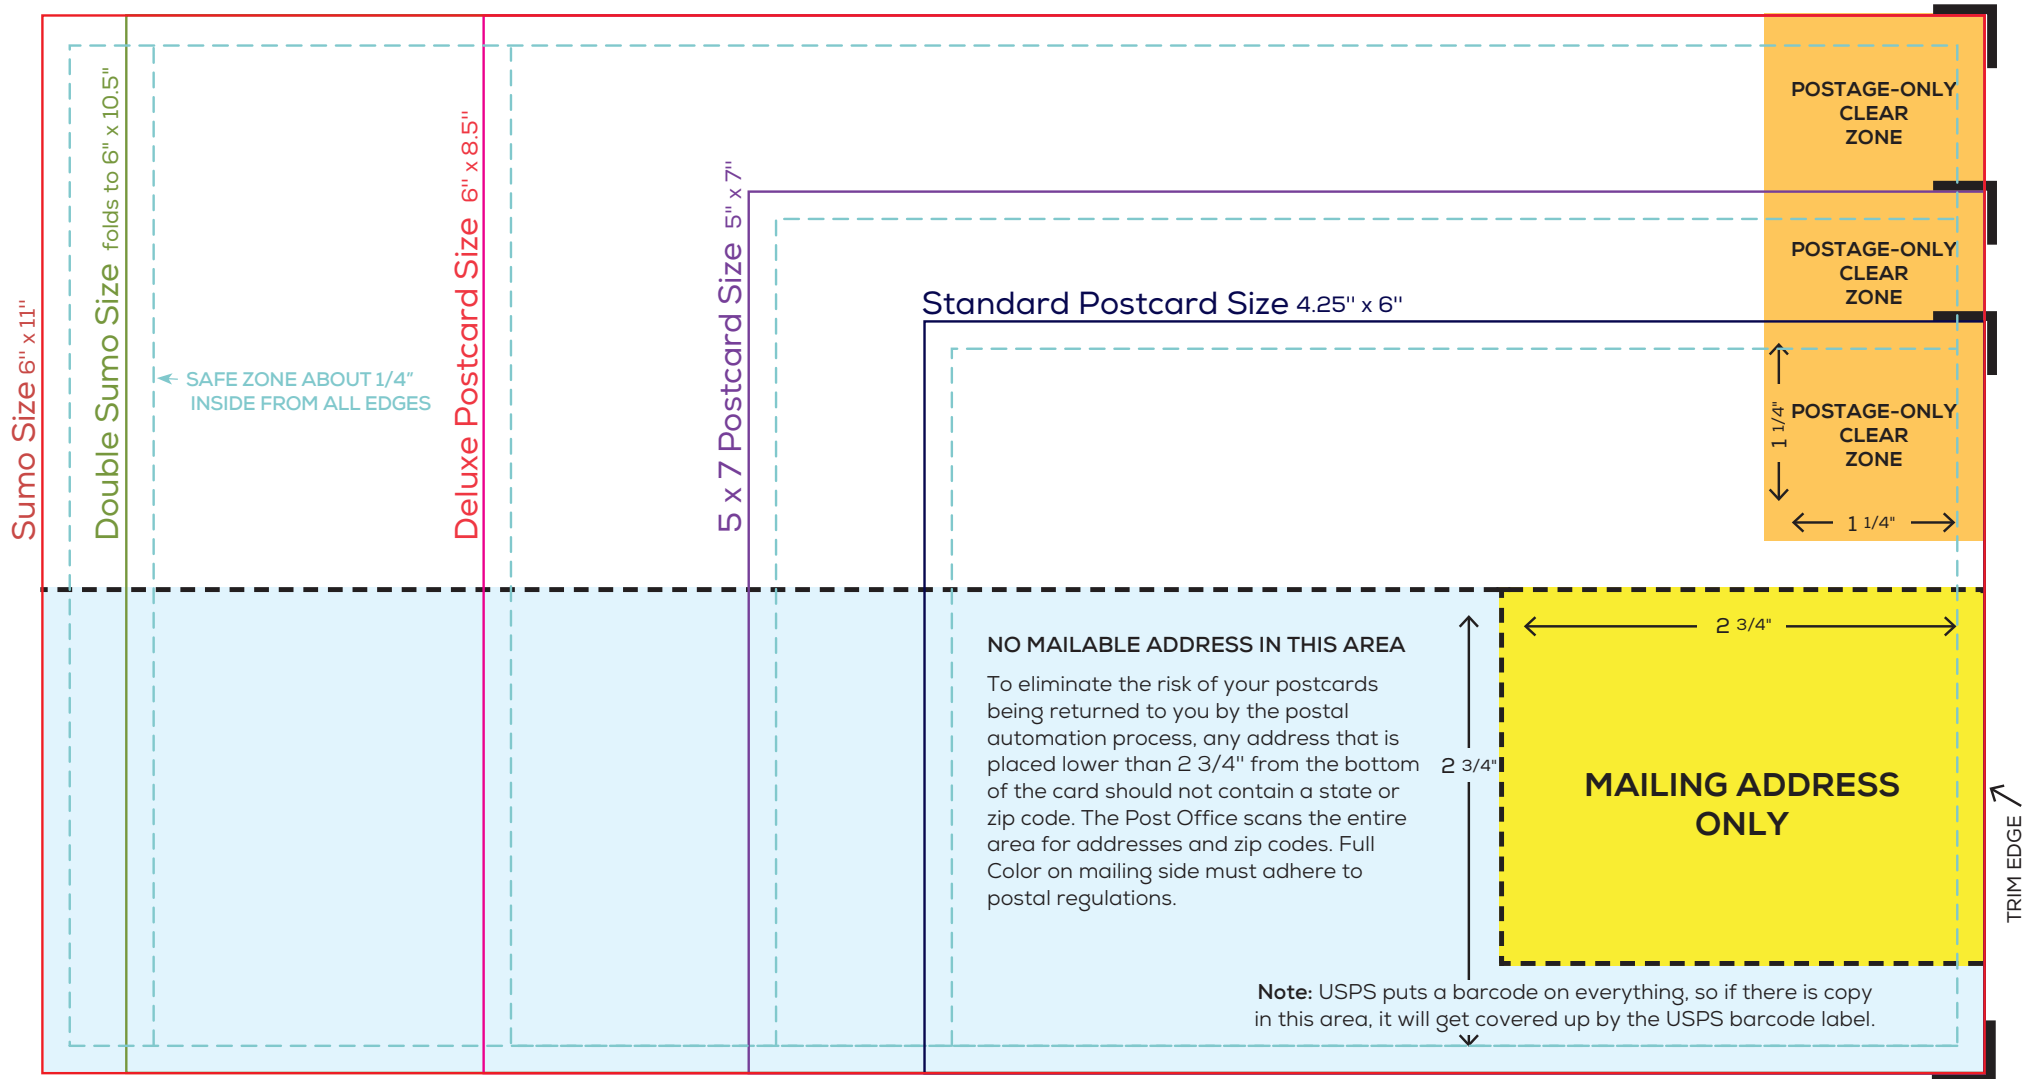 Sumo Size 6" x 11"
Double Sumo Size folds to 6" x 10.5"
SAFE ZONE ABOUT 1/4"
INSIDE FROM ALL EDGES
Deluxe Postcard Size 6" x 8.5"
5 x 7 Postcard Size 5" x 7"
Standard Postcard Size 4.25" x 6"
POSTAGE-ONLY
CLEAR
ZONE
POSTAGE-ONLY
CLEAR
ZONE
POSTAGE-ONLY
CLEAR
ZONE
1 1/4"
1 1/4"
NO MAILABLE ADDRESS IN THIS AREA
To eliminate the risk of your postcards
being returned to you by the postal
automation process, any address that is
placed lower than 2 3/4" from the bottom
of the card should not contain a state or
zip code. The Post Office scans the entire
area for addresses and zip codes. Full
Color on mailing side must adhere to
postal regulations.
2 3/4"
2 3/4"
MAILING ADDRESS
ONLY
Note: USPS puts a barcode on everything, so if there is copy
in this area, it will get covered up by the USPS barcode label.
TRIM EDGE